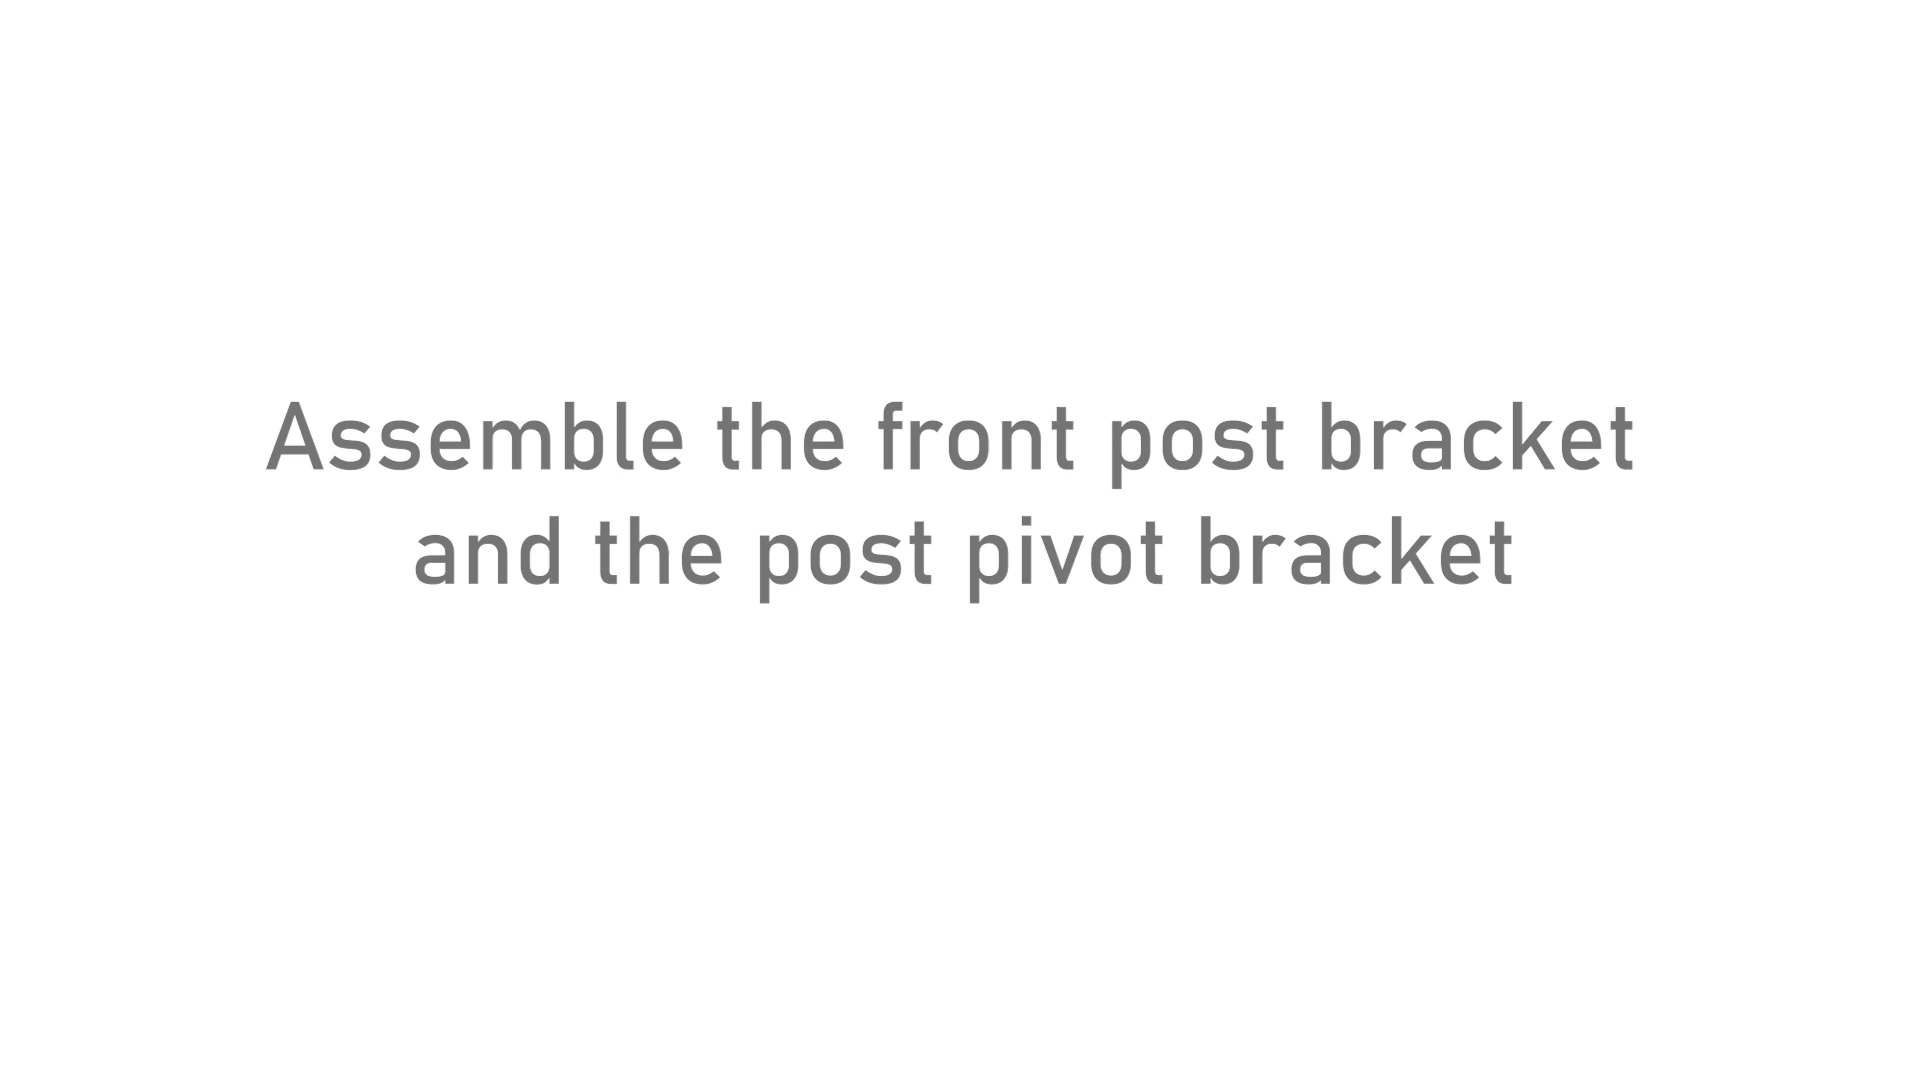 Assemble the front post bracket
and the post pivot bracket